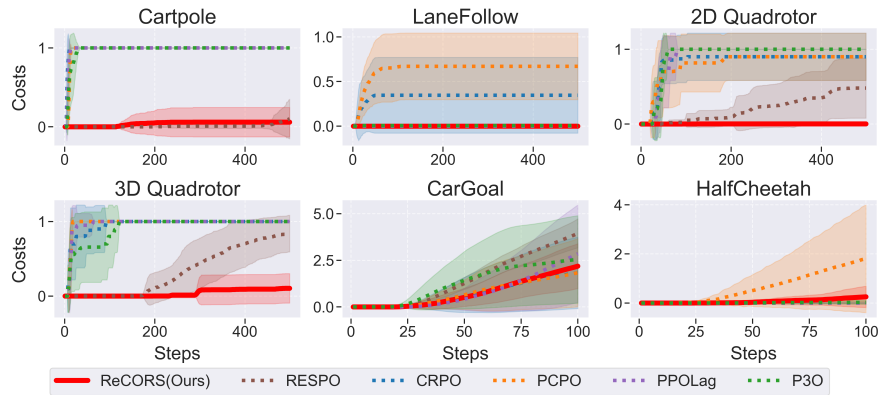 Cartpole LaneFollow 2D Quadrotor
Costs
1
0
0 200 400
1.0
0.5
0.0
0 200 400
1
0
0 200 400
3D Quadrotor CarGoal HalfCheetah
Costs
1
0
0 200 400
5.0
2.5
0.0
0 25 50 75 100
4
2
0
0 25 50 75 100
Steps Steps Steps
ReCORS(Ours) RESPO CRPO PCPO PPOLag P3O